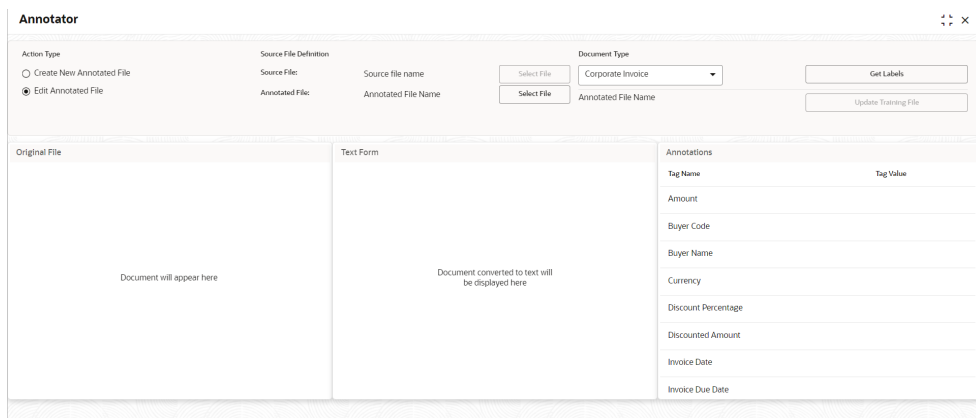 Annotator
Action Type
Source File Definition
Document Type
Create New Annotated File
Source File:
Source file name
Select File
Corporate Invoice
Get Labels
Edit Annotated File
Annotated File:
Annotated File Name
Select File
Annotated File Name
Update Training File
Original File
Text Form
Annotations
Document will appear here
Document converted to text will
be displayed here
Tag Name
Tag Value
Amount
Buyer Code
Buyer Name
Currency
Discount Percentage
Discounted Amount
Invoice Date
Invoice Due Date